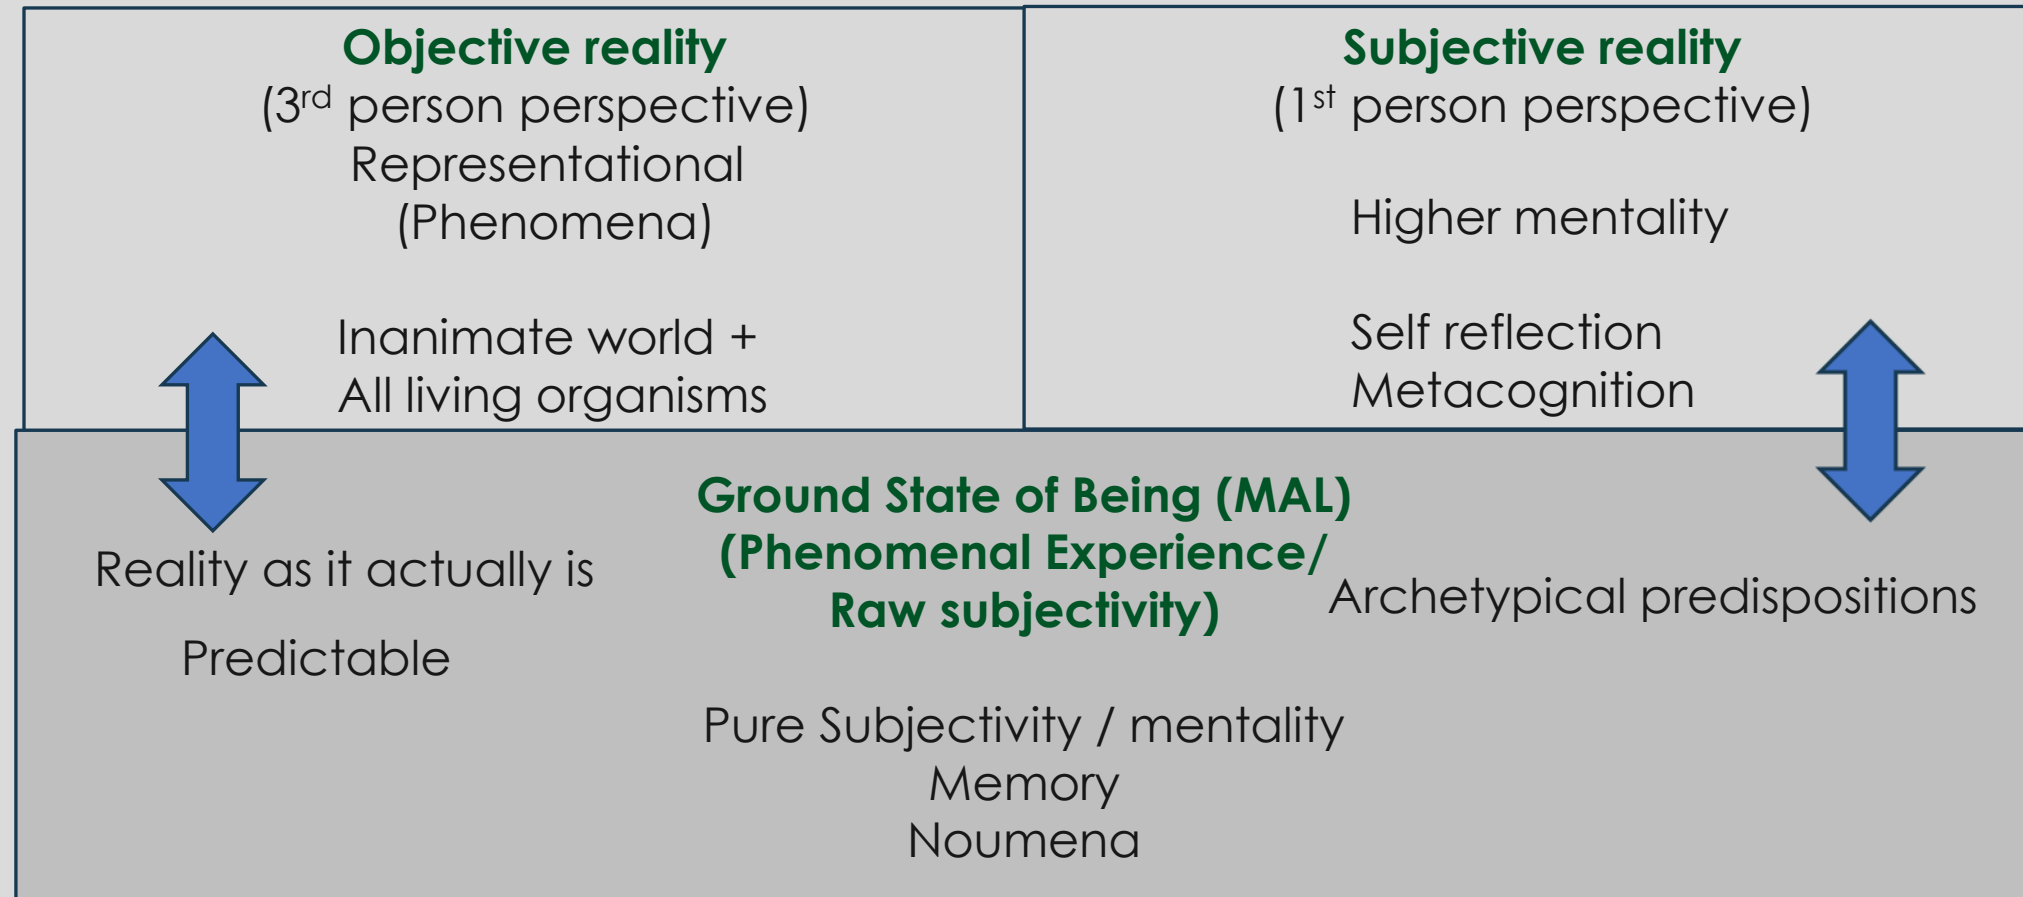 Objective reality
(3rd person perspective)
Representational
(Phenomena)
Inanimate world +
All living organisms
Subjective reality
(1st person perspective)
Higher mentality
Self reflection
Metacognition
Ground State of Being (MAL)
(Phenomenal Experience/
Raw subjectivity)
Reality as it actually is
Predictable
Archetypical predispositions
Pure Subjectivity / mentality
Memory
Noumena